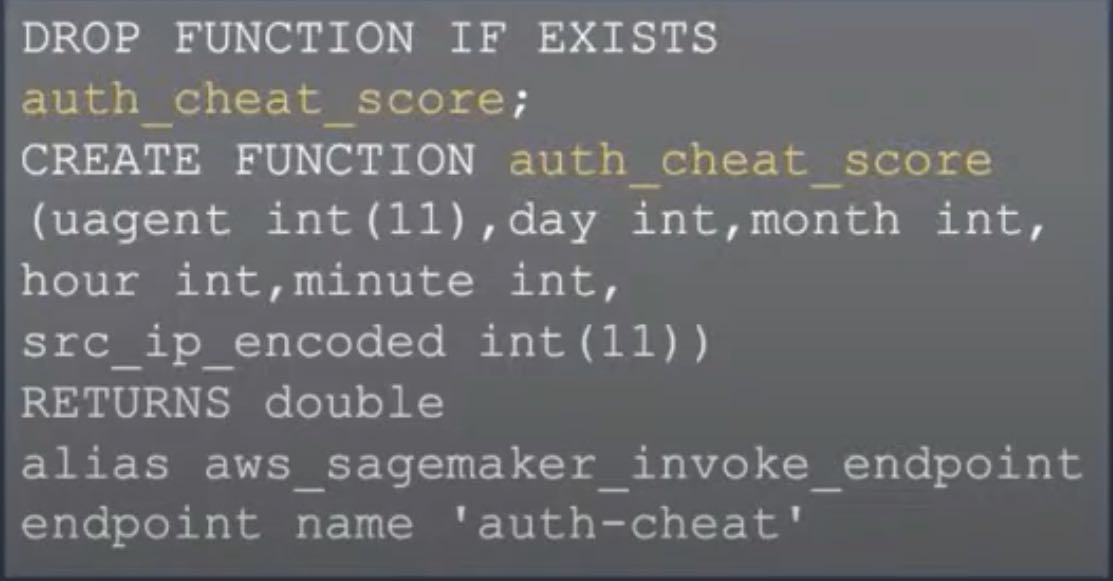 DROP FUNCTION IF EXISTS
auth_cheat_score;
CREATE FUNCTION auth_cheat_score
(uagent int(11),day int,month int,
hour int,minute int,
src_ip_encoded int(11))
RETURNS double
alias aws_sagemaker_invoke_endpoint
endpoint name 'auth-cheat'